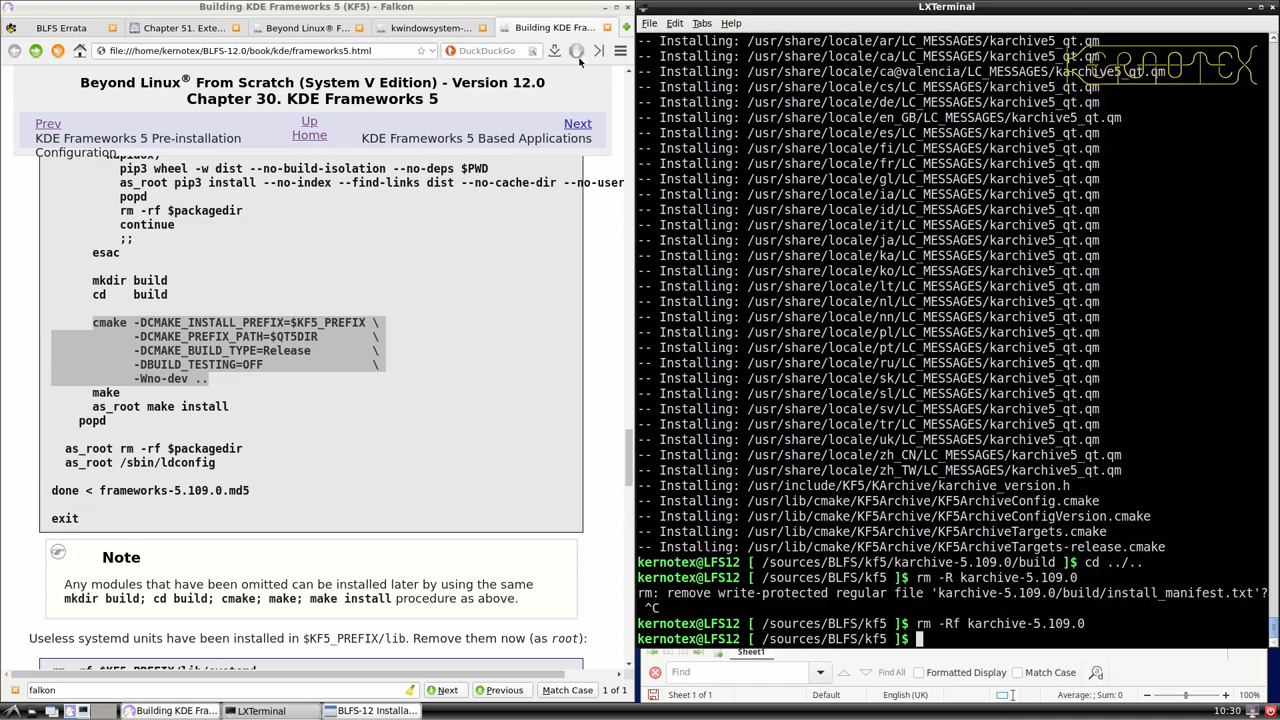 Building KDE Frameworks 5 (KF5) - Falkon
BLFS Errata
Chapter 51. Exte
Beyond Linux® F
kwindowsystem-
Building KDE Fra...
file:///home/kernotex/BLFS-12.0/book/kde/frameworks5.html
DuckDuckGo
Beyond Linux® From Scratch (System V Edition) - Version 12.0
Chapter 30. KDE Frameworks 5
Prev
Up
Next
KDE Frameworks 5 Pre-installation
Home
KDE Frameworks 5 Based Applications
Configuration
pip3 wheel -w dist --no-build-isolation --no-deps $PWD
as_root pip3 install --no-index --find-links dist --no-cache-dir --no-user
popd
rm -rf $packagedir
continue
;;
esac
mkdir build
cd    build
cmake -DCMAKE_INSTALL_PREFIX=$KF5_PREFIX \
-DCMAKE_PREFIX_PATH=$QT5DIR        \
-DCMAKE_BUILD_TYPE=Release         \
-DBUILD_TESTING=OFF                \
-Wno-dev ..
make
as_root make install
popd
as_root rm -rf $packagedir
as_root /sbin/ldconfig
done < frameworks-5.109.0.md5
exit
Note
Any modules that have been omitted can be installed later by using the same
mkdir build; cd build; cmake; make; make install procedure as above.
Useless systemd units have been installed in $KF5_PREFIX/lib. Remove them now (as root):
rm -rf $KF5_PREFIX/lib/systemd
falkon
Next
Previous
Match Case
1 of 1
LXTerminal
File Edit Tabs Help
KERNOTEX
-- Installing: /usr/share/locale/ar/LC_MESSAGES/karchive5_qt.qm
-- Installing: /usr/share/locale/ca/LC_MESSAGES/karchive5_qt.qm
-- Installing: /usr/share/locale/ca@valencia/LC_MESSAGES/karchive5_qt.qm
-- Installing: /usr/share/locale/cs/LC_MESSAGES/karchive5_qt.qm
-- Installing: /usr/share/locale/de/LC_MESSAGES/karchive5_qt.qm
-- Installing: /usr/share/locale/en_GB/LC_MESSAGES/karchive5_qt.qm
-- Installing: /usr/share/locale/es/LC_MESSAGES/karchive5_qt.qm
-- Installing: /usr/share/locale/fi/LC_MESSAGES/karchive5_qt.qm
-- Installing: /usr/share/locale/fr/LC_MESSAGES/karchive5_qt.qm
-- Installing: /usr/share/locale/gl/LC_MESSAGES/karchive5_qt.qm
-- Installing: /usr/share/locale/ia/LC_MESSAGES/karchive5_qt.qm
-- Installing: /usr/share/locale/id/LC_MESSAGES/karchive5_qt.qm
-- Installing: /usr/share/locale/it/LC_MESSAGES/karchive5_qt.qm
-- Installing: /usr/share/locale/ja/LC_MESSAGES/karchive5_qt.qm
-- Installing: /usr/share/locale/ka/LC_MESSAGES/karchive5_qt.qm
-- Installing: /usr/share/locale/ko/LC_MESSAGES/karchive5_qt.qm
-- Installing: /usr/share/locale/lt/LC_MESSAGES/karchive5_qt.qm
-- Installing: /usr/share/locale/nl/LC_MESSAGES/karchive5_qt.qm
-- Installing: /usr/share/locale/nn/LC_MESSAGES/karchive5_qt.qm
-- Installing: /usr/share/locale/pl/LC_MESSAGES/karchive5_qt.qm
-- Installing: /usr/share/locale/pt/LC_MESSAGES/karchive5_qt.qm
-- Installing: /usr/share/locale/ru/LC_MESSAGES/karchive5_qt.qm
-- Installing: /usr/share/locale/sk/LC_MESSAGES/karchive5_qt.qm
-- Installing: /usr/share/locale/sl/LC_MESSAGES/karchive5_qt.qm
-- Installing: /usr/share/locale/sv/LC_MESSAGES/karchive5_qt.qm
-- Installing: /usr/share/locale/tr/LC_MESSAGES/karchive5_qt.qm
-- Installing: /usr/share/locale/uk/LC_MESSAGES/karchive5_qt.qm
-- Installing: /usr/share/locale/zh_CN/LC_MESSAGES/karchive5_qt.qm
-- Installing: /usr/share/locale/zh_TW/LC_MESSAGES/karchive5_qt.qm
-- Installing: /usr/include/KF5/KArchive/karchive_version.h
-- Installing: /usr/lib/cmake/KF5Archive/KF5ArchiveConfig.cmake
-- Installing: /usr/lib/cmake/KF5Archive/KF5ArchiveConfigVersion.cmake
-- Installing: /usr/lib/cmake/KF5Archive/KF5ArchiveTargets.cmake
-- Installing: /usr/lib/cmake/KF5Archive/KF5ArchiveTargets-release.cmake
kernotex@LFS12 [ /sources/BLFS/kf5/karchive-5.109.0/build ]$ cd ../..
kernotex@LFS12 [ /sources/BLFS/kf5 ]$ rm -R karchive-5.109.0
rm: remove write-protected regular file 'karchive-5.109.0/build/install_manifest.txt'?
^C
kernotex@LFS12 [ /sources/BLFS/kf5 ]$ rm -Rf karchive-5.109.0
kernotex@LFS12 [ /sources/BLFS/kf5 ]$
Sheet1
Find
Find All
Formatted Display
Match Case
Sheet 1 of 1
Default
English (UK)
Average: ; Sum: 0
100%
Building KDE Fra...
LXTerminal
BLFS-12 Installa...
10:30